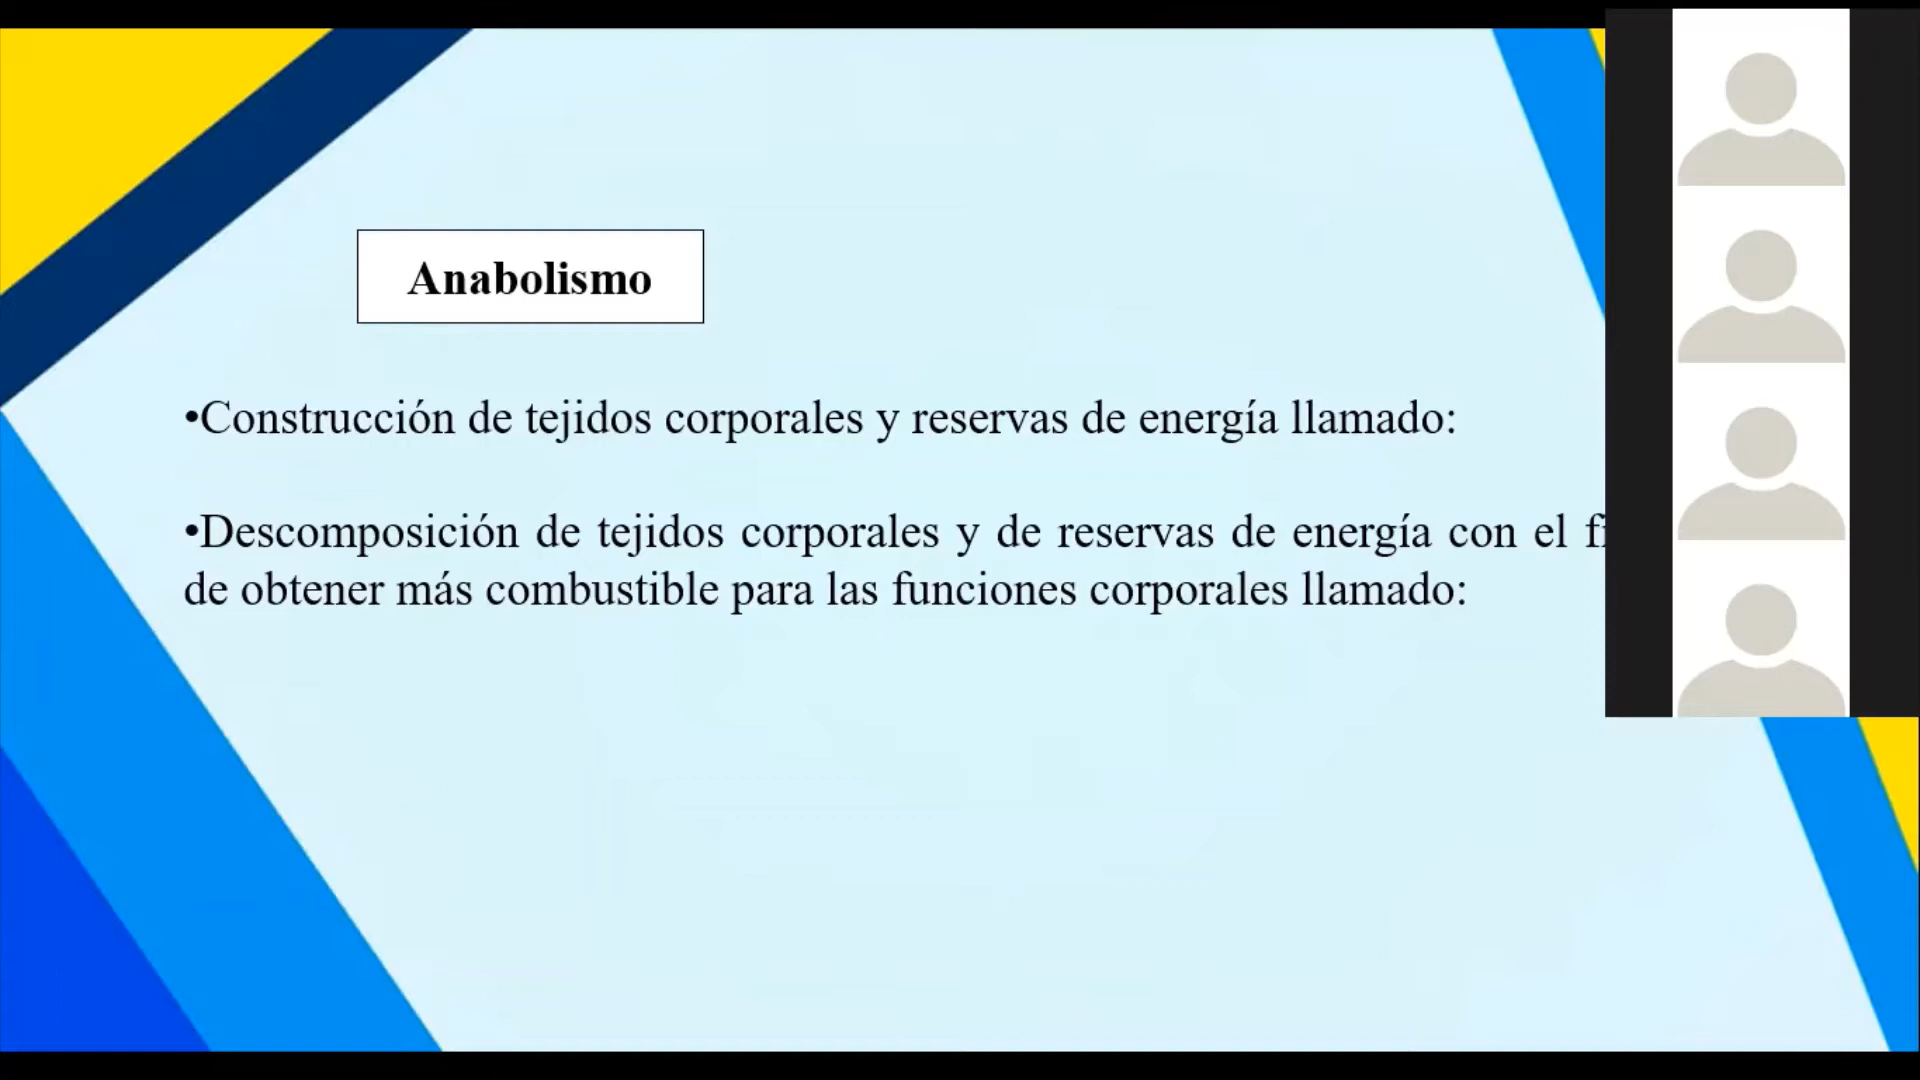 Anabolismo
•Construcción de tejidos corporales y reservas de energía llamado:
•Descomposición de tejidos corporales y de reservas de energía con el
de obtener más combustible para las funciones corporales llamado: